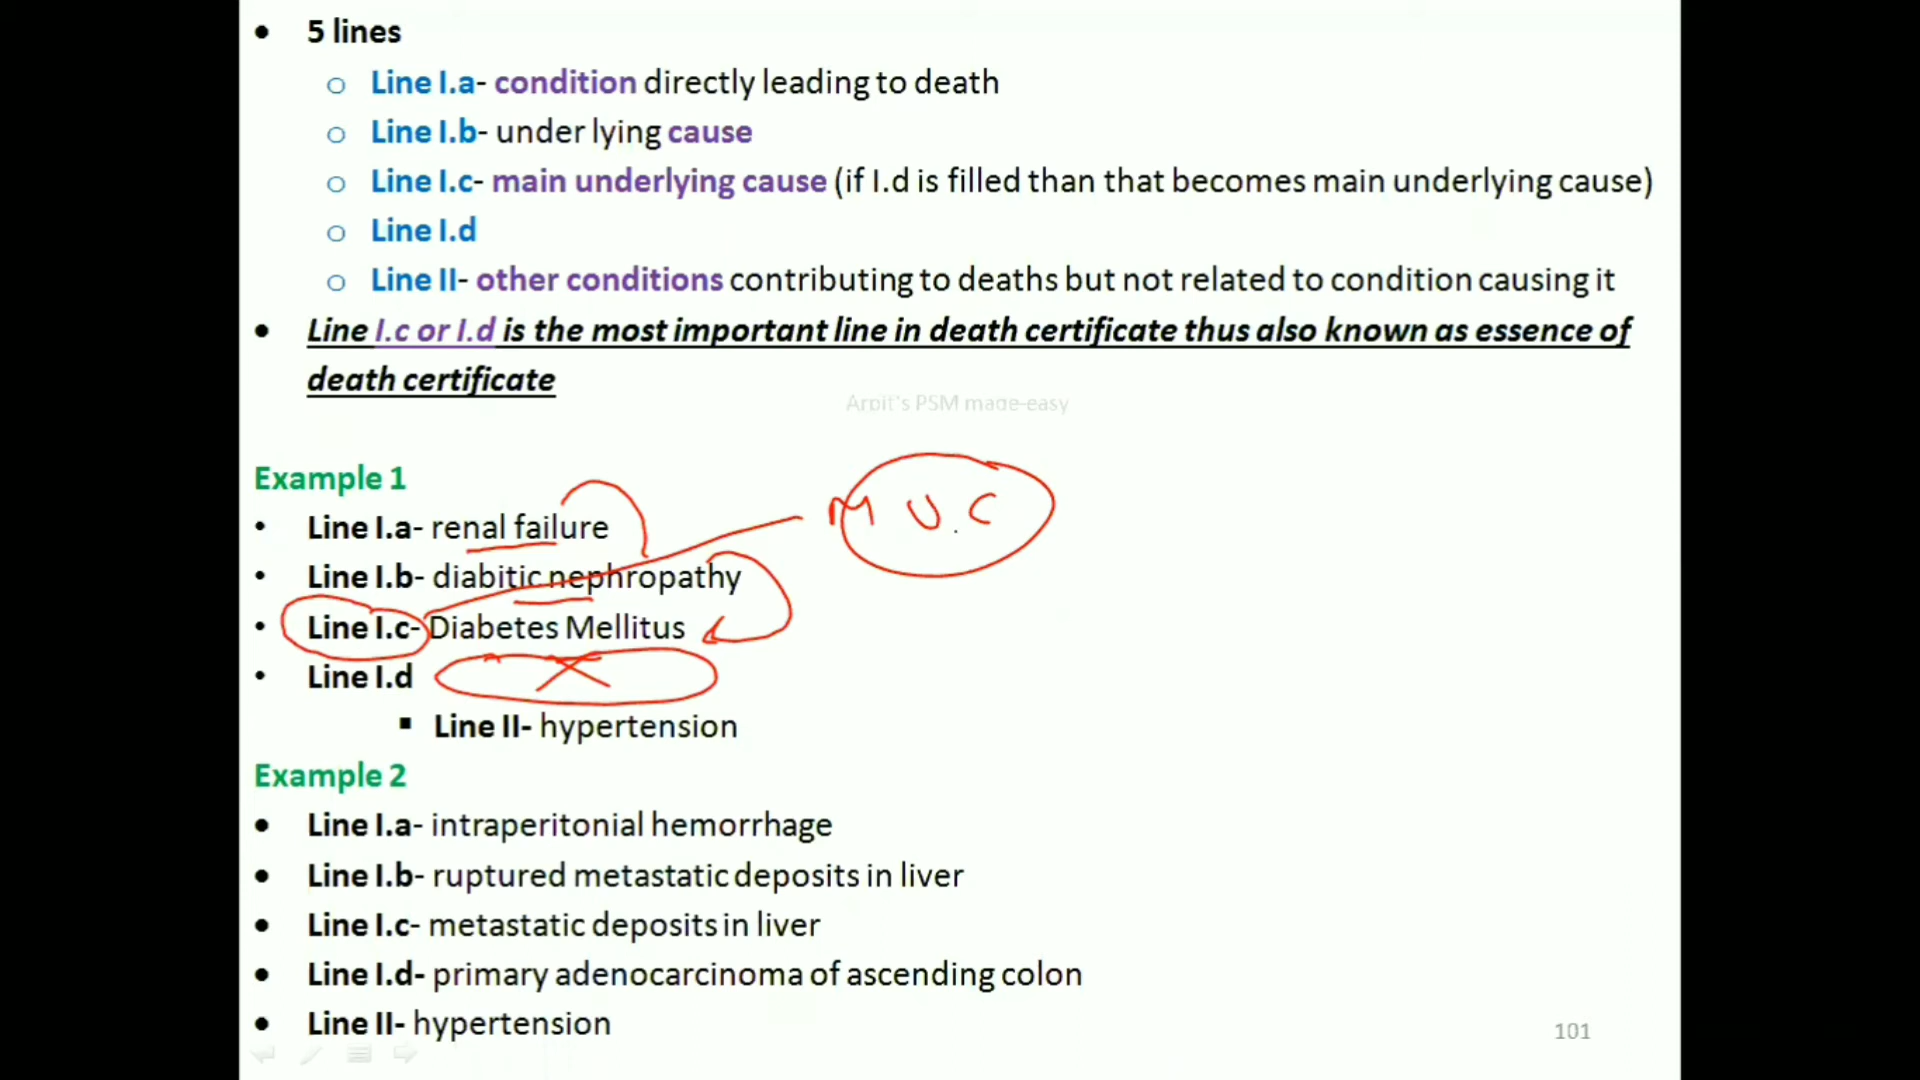 • 5 lines
o Line I.a- condition directly leading to death
o Line I.b- under lying cause
o Line I.c- main underlying cause (if I.d is filled than that becomes main underlying cause)
o Line I.d
o Line II- other conditions contributing to deaths but not related to condition causing it
• Line I.c or I.d is the most important line in death certificate thus also known as essence of
death certificate
Arpit's PSM made-easy
Example 1
M U.C
• Line I.a- renal failure
• Line I.b- diabitic nephropathy
• Line I.c- Diabetes Mellitus
• Line I.d
▪ Line II- hypertension
Example 2
• Line I.a- intraperitonial hemorrhage
• Line I.b- ruptured metastatic deposits in liver
• Line I.c- metastatic deposits in liver
• Line I.d- primary adenocarcinoma of ascending colon
• Line II- hypertension
101